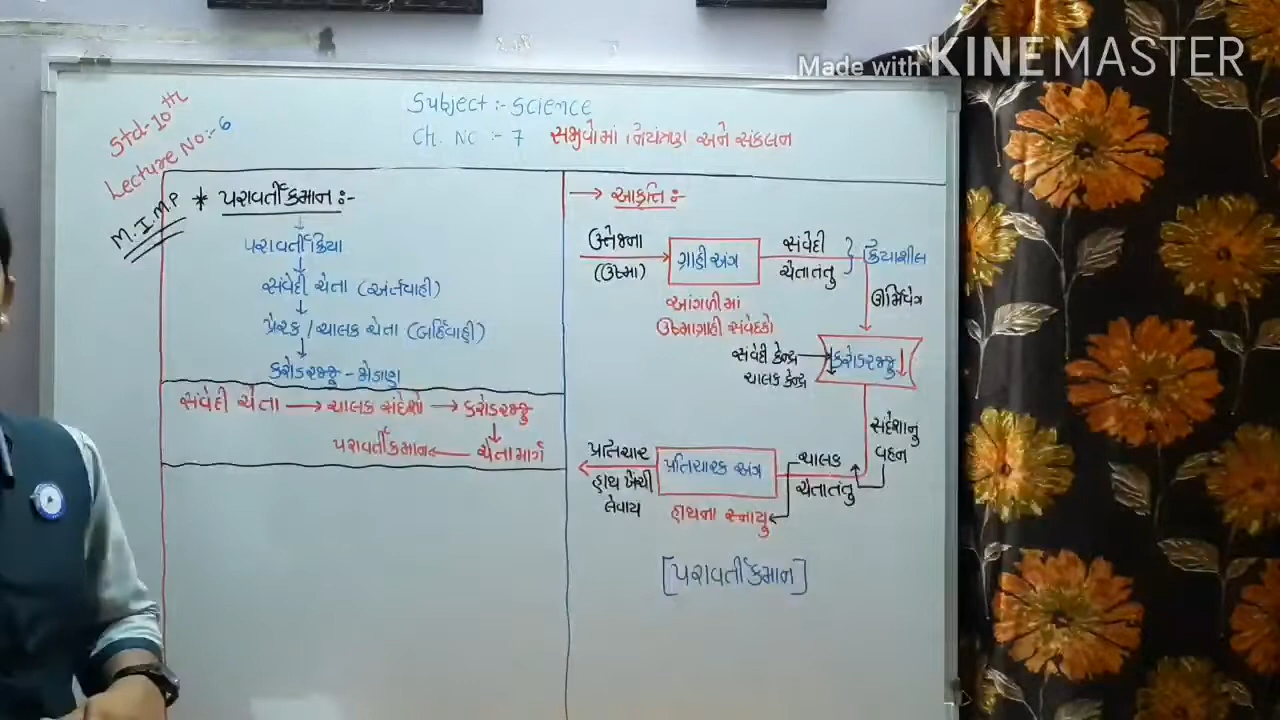 Made with KINEMASTER
Std-10th
Lecture No:-6
Subject :- Science
Ch. No :- 7 સજીવોમાં નિયંત્રણ અને સંકલન
M.I.M.P * પરાવર્તી કમાન :-
પરાવર્તી ક્રિયા
↓
સંવેદી ચેતા (અંર્તવાહી)
↓
પ્રેરક/ચાલક ચેતા (બર્હિવાહી)
↓
કરોડરજ્જુ - જોડાણ
સંવેદી ચેતા → ચાલક સંદેશો → કરોડરજ્જુ
↓
પરાવર્તી કમાન ← ચેતામાર્ગ
→ આકૃતિ :-
ઉત્તેજના
(ઉષ્મા)
ગ્રાહી અંગ
સંવેદી
ચેતાતંતુ
ક્રિયાશીલ
ઊર્મિવેગ
આંગળીમાં
ઉષ્માગ્રાહી સંવેદકો
સંવેદી કેન્દ્ર
ચાલક કેન્દ્ર
કરોડરજ્જુ
સંદેશાનુ
વહન
ચાલક
ચેતાતંતુ
પ્રતિચારક અંગ
હાથના સ્નાયુ
પ્રતિચાર
હાથ ખેંચી
લેવાય
[પરાવર્તી કમાન]